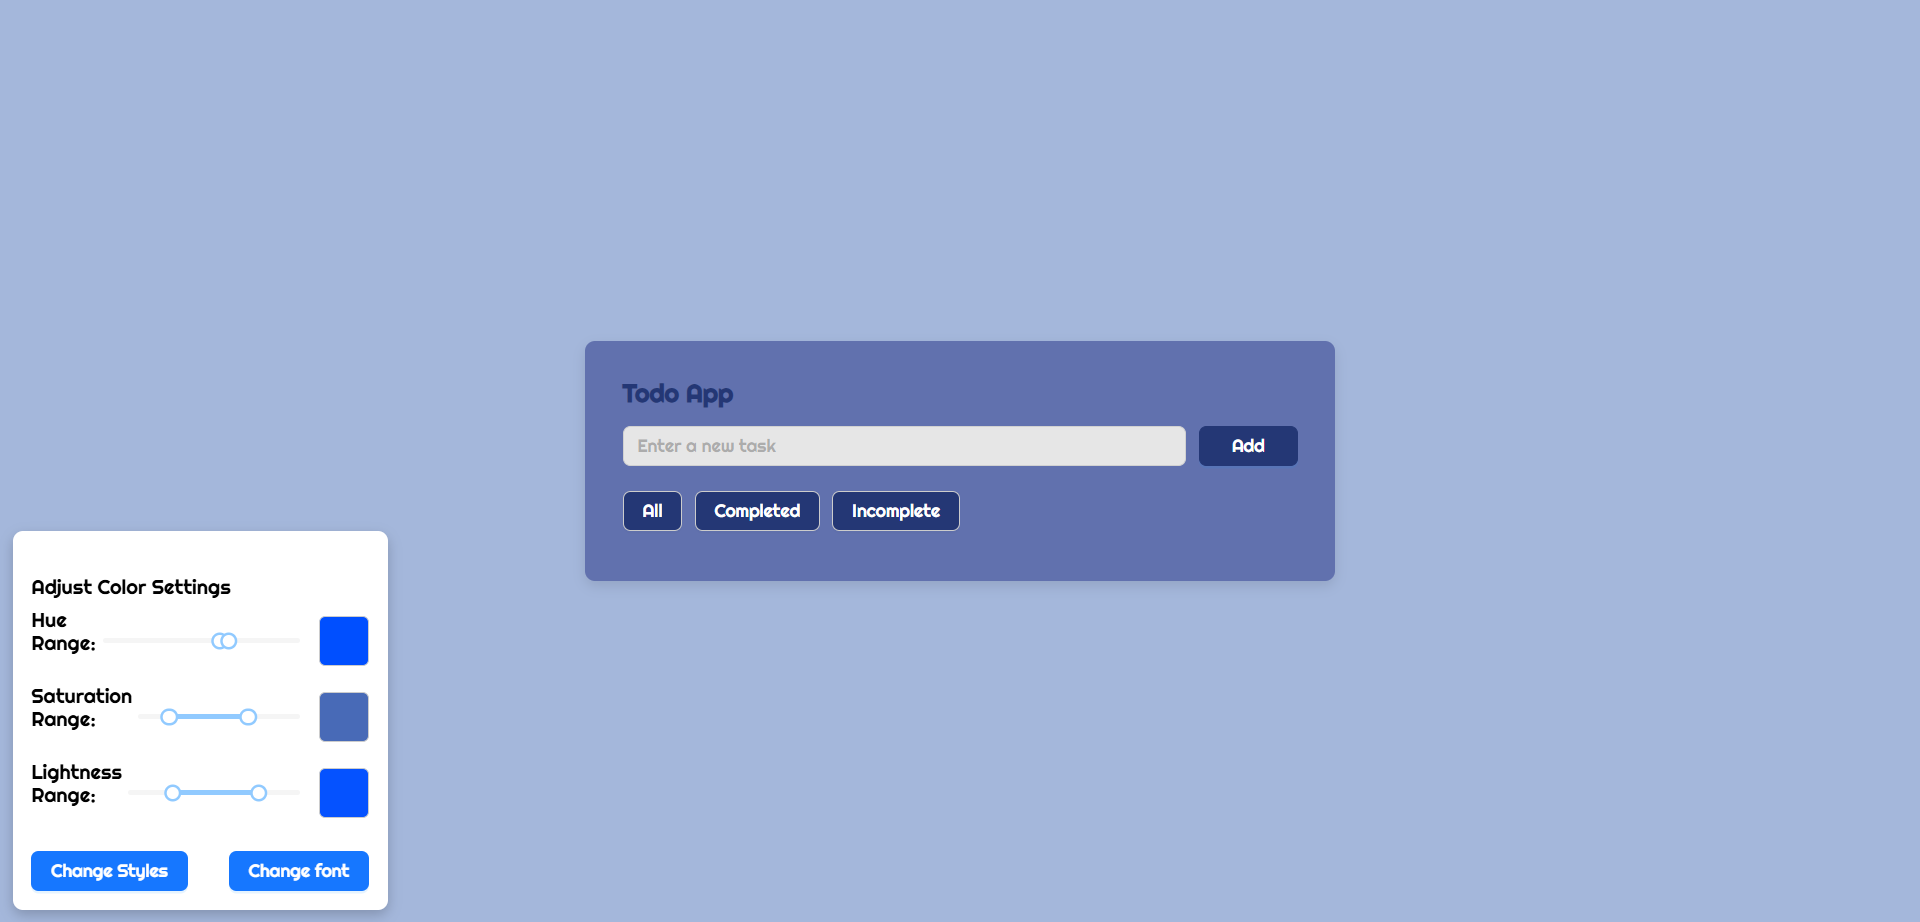 Todo App
Enter a new task
Add
All
Completed
Incomplete
Adjust Color Settings
Hue
Range:
Saturation
Range:
Lightness
Range:
Change Styles
Change font